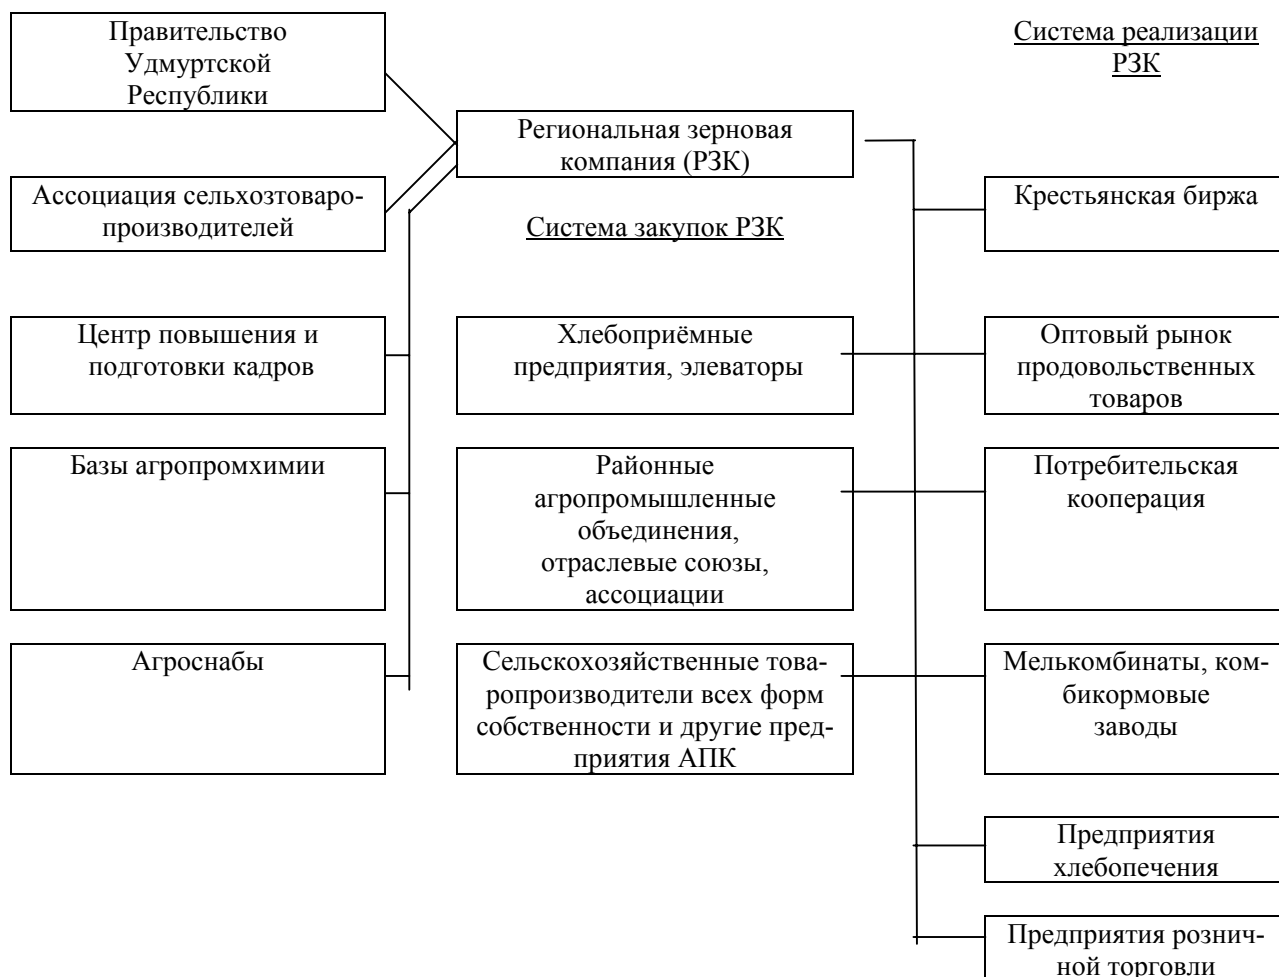 Правительство
Удмуртской
Республики
Система реализации
РЗК
Региональная зерновая
компания (РЗК)
Ассоциация сельхозтоваро-
производителей
Система закупок РЗК
Крестьянская биржа
Центр повышения и
подготовки кадров
Хлебоприёмные
предприятия, элеваторы
Оптовый рынок
продовольственных
товаров
Базы агропромхимии
Районные
агропромышленные
объединения,
отраслевые союзы,
ассоциации
Потребительская
кооперация
Агроснабы
Сельскохозяйственные това-
ропроизводители всех форм
собственности и другие пред-
приятия АПК
Мелькомбинаты, ком-
бикормовые
заводы
Предприятия
хлебопечения
Предприятия рознич-
ной торговли